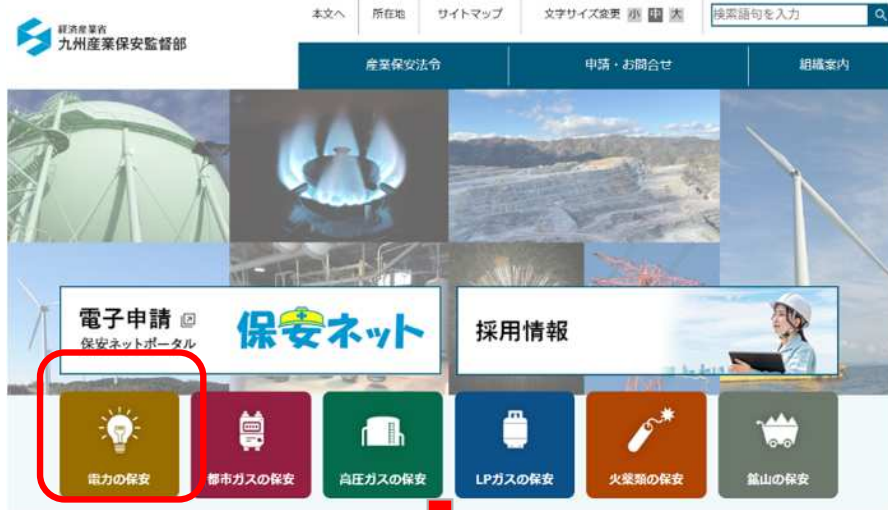 本文へ 所在地 サイトマップ 文字サイズ変更 小 中 大 検索語句を入力
経済産業省
九州産業保安監督部
産業保安法令 申請・お問合せ 組織案内
電子申請
保安ネットポータル
保安ネット
採用情報
電力の保安 都市ガスの保安 高圧ガスの保安 LPガスの保安 火薬類の保安 鉱山の保安